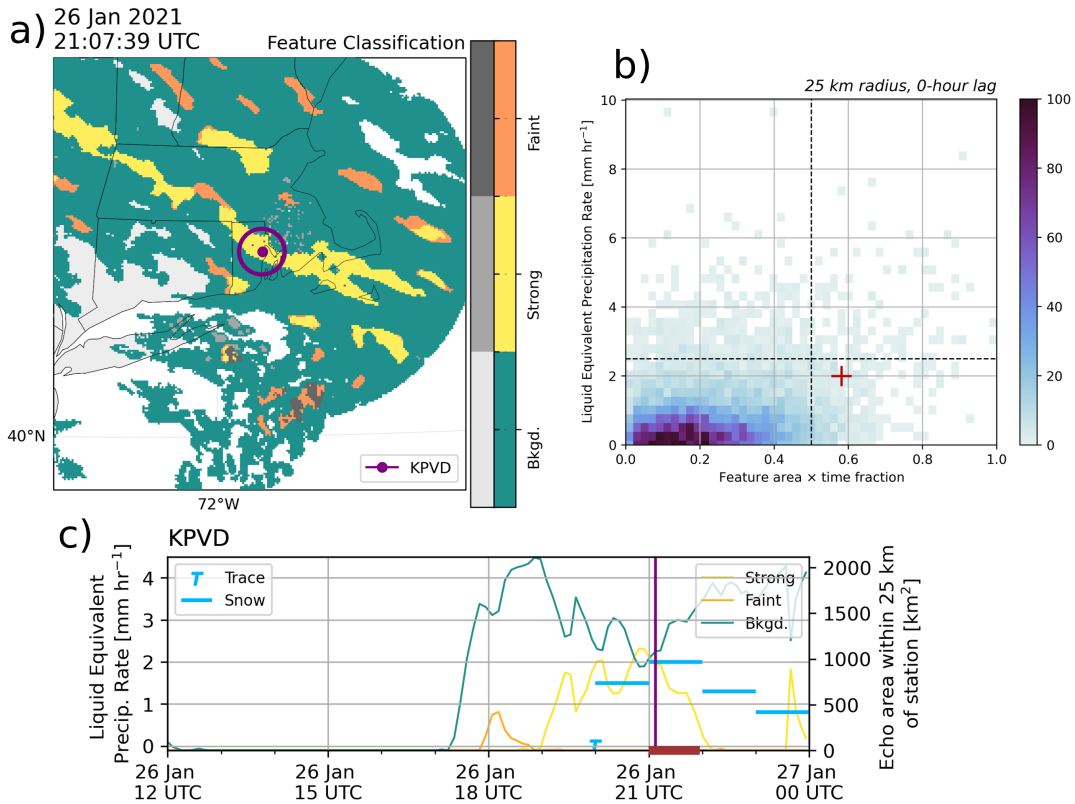 a)
26 Jan 2021
21:07:39 UTC
Feature Classification
Faint
Strong
Bkgd.
40°N
72°W
KPVD
b)
25 km radius, 0-hour lag
Liquid Equivalent Precipitation Rate [mm hr⁻¹]
10
8
6
4
2
0
0.0 0.2 0.4 0.6 0.8 1.0
Feature area × time fraction
100
80
60
40
20
0
c)
KPVD
Liquid Equivalent
Precip. Rate [mm hr⁻¹]
4
3
2
1
0
T Trace
Snow
Strong
Faint
Bkgd.
T
2000
1500
1000
500
0
Echo area within 25 km
of station [km²]
26 Jan 26 Jan 26 Jan 26 Jan 27 Jan
12 UTC 15 UTC 18 UTC 21 UTC 00 UTC